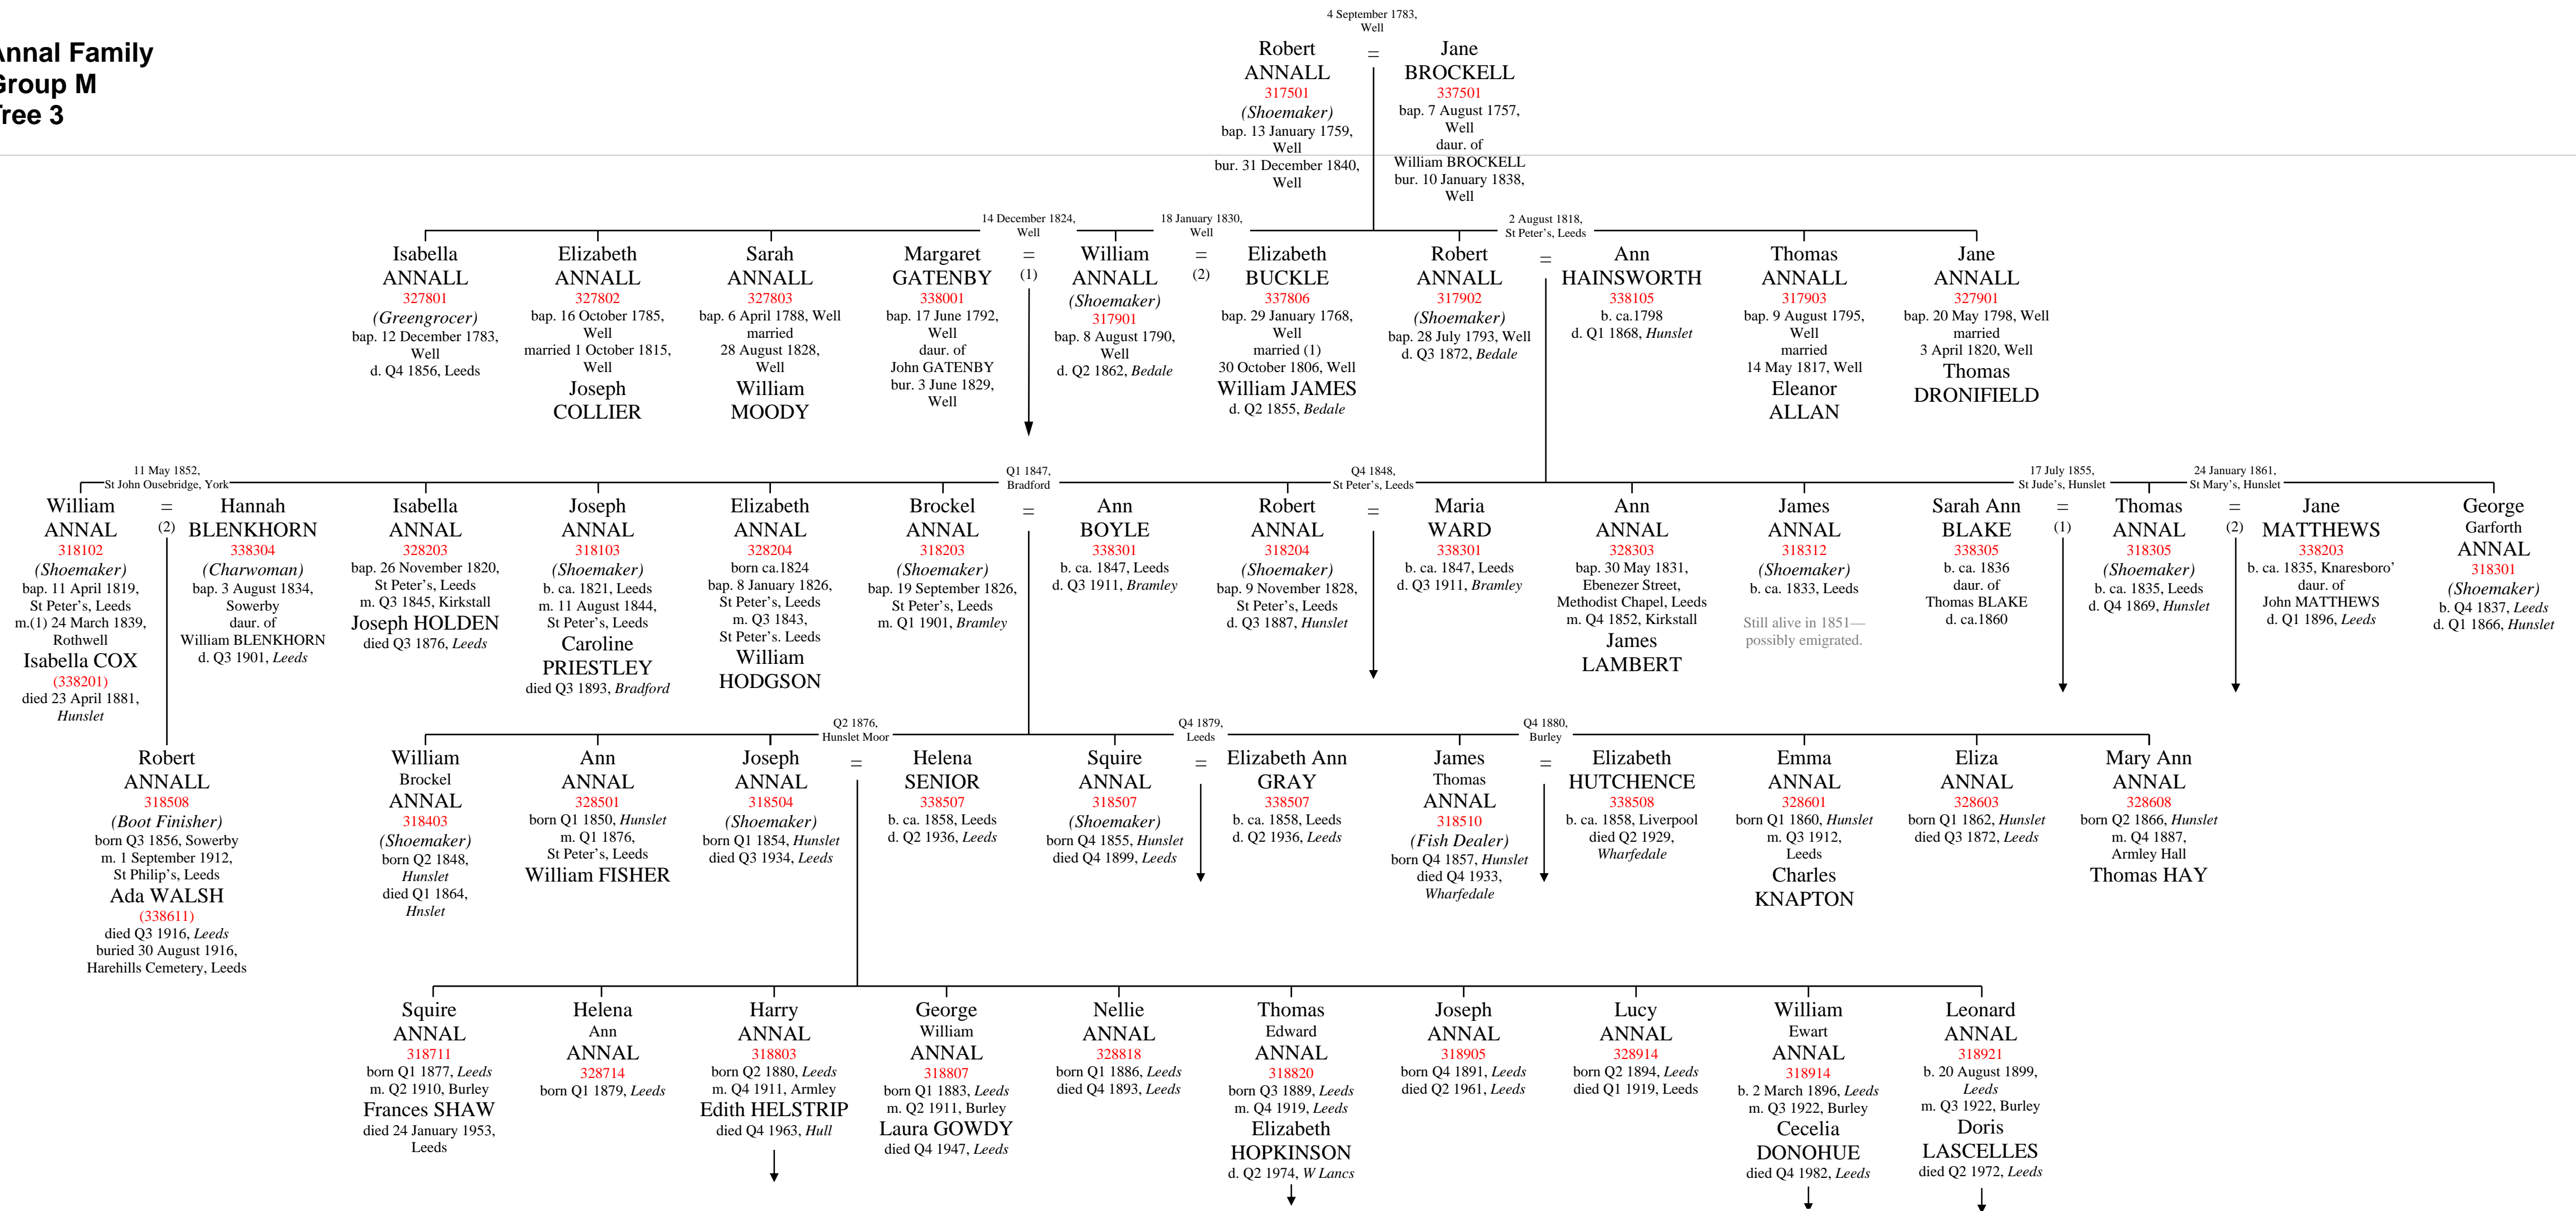 Annal Family
Group M
Tree 3
4 September 1783,
Well
Robert
ANNALL
317501
(Shoemaker)
bap. 13 January 1759,
Well
bur. 31 December 1840,
Well
=
Jane
BROCKELL
337501
bap. 7 August 1757,
Well
daur. of
William BROCKELL
bur. 10 January 1838,
Well
Isabella
ANNALL
327801
(Greengrocer)
bap. 12 December 1783,
Well
d. Q4 1856, Leeds
Elizabeth
ANNALL
327802
bap. 16 October 1785,
Well
married 1 October 1815,
Well
Joseph
COLLIER
Sarah
ANNALL
327803
bap. 6 April 1788, Well
married
28 August 1828,
Well
William
MOODY
Margaret
GATENBY
338001
bap. 17 June 1792,
Well
daur. of
John GATENBY
bur. 3 June 1829,
Well
14 December 1824,
Well
=
(1)
William
ANNALL
(Shoemaker)
317901
bap. 8 August 1790,
Well
d. Q2 1862, Bedale
18 January 1830,
Well
=
(2)
Elizabeth
BUCKLE
337806
bap. 29 January 1768,
Well
married (1)
30 October 1806, Well
William JAMES
d. Q2 1855, Bedale
Robert
ANNALL
317902
(Shoemaker)
bap. 28 July 1793, Well
d. Q3 1872, Bedale
2 August 1818,
St Peter's, Leeds
=
Ann
HAINSWORTH
338105
b. ca.1798
d. Q1 1868, Hunslet
Thomas
ANNALL
317903
bap. 9 August 1795,
Well
married
14 May 1817, Well
Eleanor
ALLAN
Jane
ANNALL
327901
bap. 20 May 1798, Well
married
3 April 1820, Well
Thomas
DRONIFIELD
William
ANNAL
318102
(Shoemaker)
bap. 11 April 1819,
St Peter's, Leeds
m.(1) 24 March 1839,
Rothwell
Isabella COX
(338201)
died 23 April 1881,
Hunslet
11 May 1852,
St John Ousebridge, York
=
(2)
Hannah
BLENKHORN
338304
(Charwoman)
bap. 3 August 1834,
Sowerby
daur. of
William BLENKHORN
d. Q3 1901, Leeds
Isabella
ANNAL
328203
bap. 26 November 1820,
St Peter's, Leeds
m. Q3 1845, Kirkstall
Joseph HOLDEN
died Q3 1876, Leeds
Joseph
ANNAL
318103
(Shoemaker)
b. ca. 1821, Leeds
m. 11 August 1844,
St Peter's, Leeds
Caroline
PRIESTLEY
died Q3 1893, Bradford
Elizabeth
ANNAL
328204
born ca.1824
bap. 8 January 1826,
St Peter's, Leeds
m. Q3 1843,
St Peter's. Leeds
William
HODGSON
Brockel
ANNAL
318203
(Shoemaker)
bap. 19 September 1826,
St Peter's, Leeds
m. Q1 1901, Bramley
Q1 1847,
Bradford
=
Ann
BOYLE
338301
b. ca. 1847, Leeds
d. Q3 1911, Bramley
Robert
ANNAL
318204
(Shoemaker)
bap. 9 November 1828,
St Peter's, Leeds
d. Q3 1887, Hunslet
Q4 1848,
St Peter's, Leeds
=
Maria
WARD
338301
b. ca. 1847, Leeds
d. Q3 1911, Bramley
Ann
ANNAL
328303
bap. 30 May 1831,
Ebenezer Street,
Methodist Chapel, Leeds
m. Q4 1852, Kirkstall
James
LAMBERT
James
ANNAL
318312
(Shoemaker)
b. ca. 1833, Leeds
Still alive in 1851—
possibly emigrated.
Sarah Ann
BLAKE
338305
b. ca. 1836
daur. of
Thomas BLAKE
d. ca.1860
17 July 1855,
St Jude's, Hunslet
=
(1)
Thomas
ANNAL
318305
(Shoemaker)
b. ca. 1835, Leeds
d. Q4 1869, Hunslet
24 January 1861,
St Mary's, Hunslet
=
(2)
Jane
MATTHEWS
338203
b. ca. 1835, Knaresboro'
daur. of
John MATTHEWS
d. Q1 1896, Leeds
George
Garforth
ANNAL
318301
(Shoemaker)
b. Q4 1837, Leeds
d. Q1 1866, Hunslet
Robert
ANNALL
318508
(Boot Finisher)
born Q3 1856, Sowerby
m. 1 September 1912,
St Philip's, Leeds
Ada WALSH
(338611)
died Q3 1916, Leeds
buried 30 August 1916,
Harehills Cemetery, Leeds
William
Brockel
ANNAL
318403
(Shoemaker)
born Q2 1848,
Hunslet
died Q1 1864,
Hnslet
Ann
ANNAL
328501
born Q1 1850, Hunslet
m. Q1 1876,
St Peter's, Leeds
William FISHER
Joseph
ANNAL
318504
(Shoemaker)
born Q1 1854, Hunslet
died Q3 1934, Leeds
Q2 1876,
Hunslet Moor
=
Helena
SENIOR
338507
b. ca. 1858, Leeds
d. Q2 1936, Leeds
Squire
ANNAL
318507
(Shoemaker)
born Q4 1855, Hunslet
died Q4 1899, Leeds
Q4 1879,
Leeds
=
Elizabeth Ann
GRAY
338507
b. ca. 1858, Leeds
d. Q2 1936, Leeds
James
Thomas
ANNAL
318510
(Fish Dealer)
born Q4 1857, Hunslet
died Q4 1933,
Wharfedale
Q4 1880,
Burley
=
Elizabeth
HUTCHENCE
338508
b. ca. 1858, Liverpool
died Q2 1929,
Wharfedale
Emma
ANNAL
328601
born Q1 1860, Hunslet
m. Q3 1912,
Leeds
Charles
KNAPTON
Eliza
ANNAL
328603
born Q1 1862, Hunslet
died Q3 1872, Leeds
Mary Ann
ANNAL
328608
born Q2 1866, Hunslet
m. Q4 1887,
Armley Hall
Thomas HAY
Squire
ANNAL
318711
born Q1 1877, Leeds
m. Q2 1910, Burley
Frances SHAW
died 24 January 1953,
Leeds
Helena
Ann
ANNAL
328714
born Q1 1879, Leeds
Harry
ANNAL
318803
born Q2 1880, Leeds
m. Q4 1911, Armley
Edith HELSTRIP
died Q4 1963, Hull
George
William
ANNAL
318807
born Q1 1883, Leeds
m. Q2 1911, Burley
Laura GOWDY
died Q4 1947, Leeds
Nellie
ANNAL
328818
born Q1 1886, Leeds
died Q4 1893, Leeds
Thomas
Edward
ANNAL
318820
born Q3 1889, Leeds
m. Q4 1919, Leeds
Elizabeth
HOPKINSON
d. Q2 1974, W Lancs
Joseph
ANNAL
318905
born Q4 1891, Leeds
died Q2 1961, Leeds
Lucy
ANNAL
328914
born Q2 1894, Leeds
died Q1 1919, Leeds
William
Ewart
ANNAL
318914
b. 2 March 1896, Leeds
m. Q3 1922, Burley
Cecelia
DONOHUE
died Q4 1982, Leeds
Leonard
ANNAL
318921
b. 20 August 1899,
Leeds
m. Q3 1922, Burley
Doris
LASCELLES
died Q2 1972, Leeds